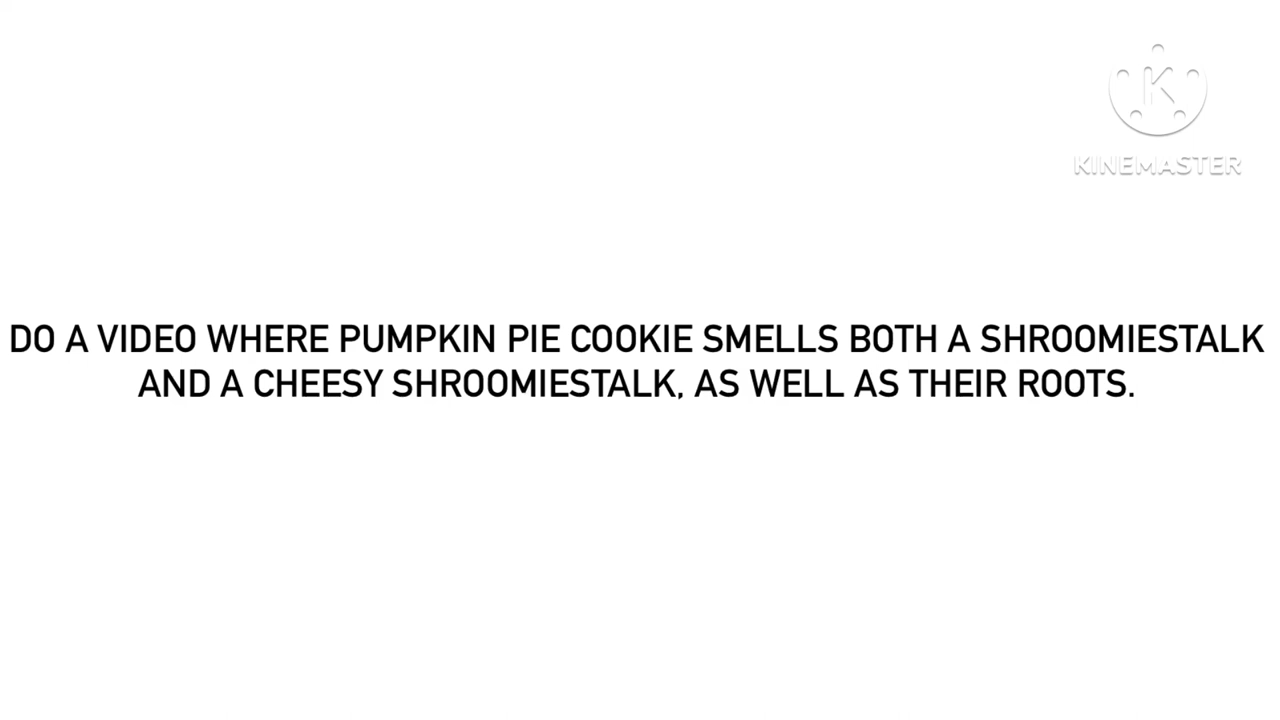 KINEMASTER
DO A VIDEO WHERE PUMPKIN PIE COOKIE SMELLS BOTH A SHROOMIESTALK
AND A CHEESY SHROOMIESTALK, AS WELL AS THEIR ROOTS.